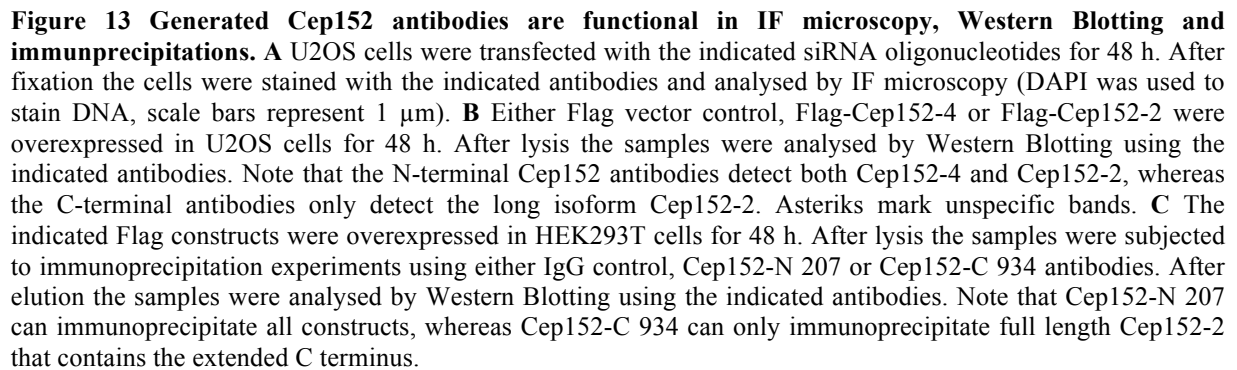 Figure 13 Generated Cep152 antibodies are functional in IF microscopy, Western Blotting and
immunprecipitations. A U2OS cells were transfected with the indicated siRNA oligonucleotides for 48 h. After
fixation the cells were stained with the indicated antibodies and analysed by IF microscopy (DAPI was used to
stain DNA, scale bars represent 1 µm). B Either Flag vector control, Flag-Cep152-4 or Flag-Cep152-2 were
overexpressed in U2OS cells for 48 h. After lysis the samples were analysed by Western Blotting using the
indicated antibodies. Note that the N-terminal Cep152 antibodies detect both Cep152-4 and Cep152-2, whereas
the C-terminal antibodies only detect the long isoform Cep152-2. Asteriks mark unspecific bands. C The
indicated Flag constructs were overexpressed in HEK293T cells for 48 h. After lysis the samples were subjected
to immunoprecipitation experiments using either IgG control, Cep152-N 207 or Cep152-C 934 antibodies. After
elution the samples were analysed by Western Blotting using the indicated antibodies. Note that Cep152-N 207
can immunoprecipitate all constructs, whereas Cep152-C 934 can only immunoprecipitate full length Cep152-2
that contains the extended C terminus.